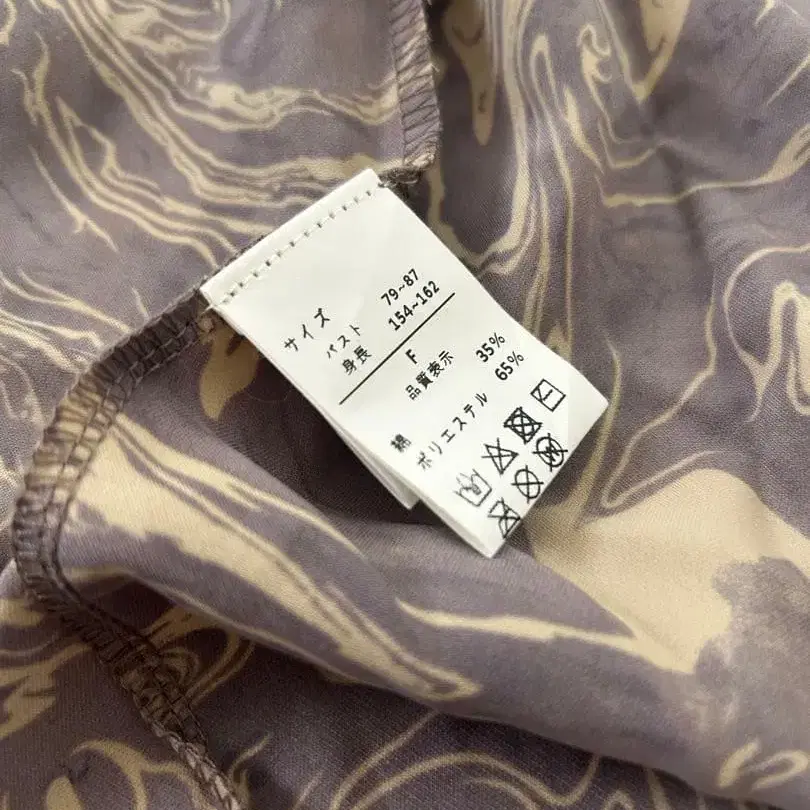 サイズ
バスト 79~87
身長 154~162
F
品質表示
綿 35%
ポリエステル 65%